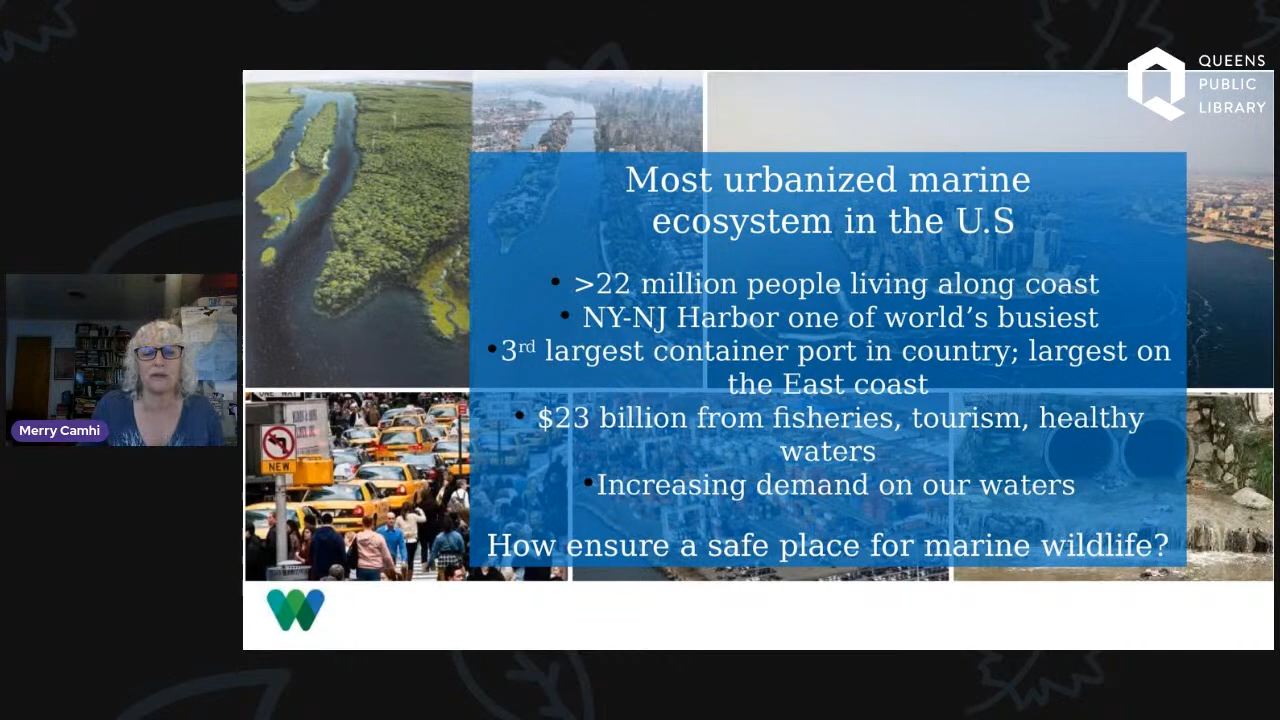 QUEENS
PUBLIC
LIBRARY
Most urbanized marine
ecosystem in the U.S
• >22 million people living along coast
• NY-NJ Harbor one of world’s busiest
•3rd largest container port in country; largest on
the East coast
• $23 billion from fisheries, tourism, healthy
waters
•Increasing demand on our waters
How ensure a safe place for marine wildlife?
Merry Camhi
ONE WAY
NEW